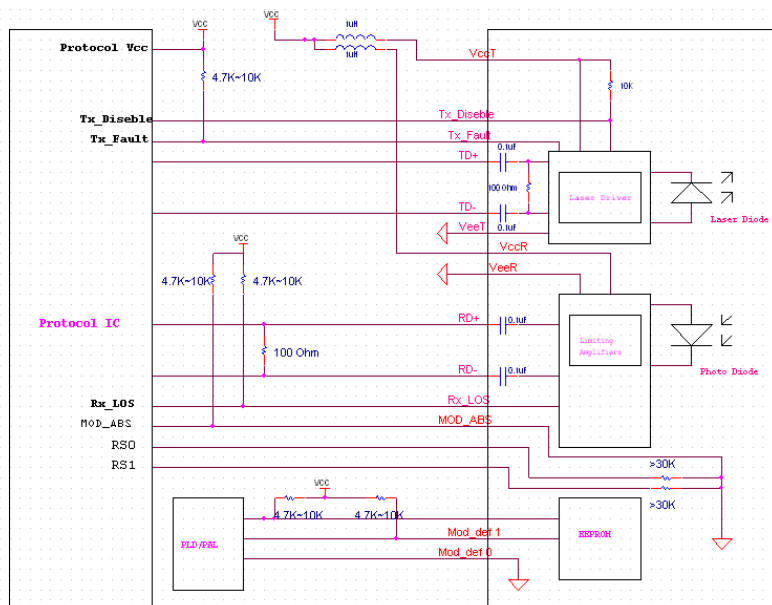 VCC
VCC
1uH
1uH
Protocol Vcc
VccT
4.7K~10K
10K
Tx_Diseble
Tx_Diseble
Tx_Fault
Tx_Fault
0.1uf
TD+
100 Ohm
Laser Driver
TD-
Laser Diode
VeeT
0.1uf
VCC
VccR
VeeR
4.7K~10K
4.7K~10K
Protocol IC
RD+
0.1uf
Limiting
Amplifiers
100 Ohm
RD-
0.1uf
Photo Diode
Rx_LOS
Rx_LOS
MOD_ABS
MOD_ABS
RS0
RS1
>30K
VCC
>30K
4.7K~10K
4.7K~10K
PLD/PAL
Mod_def 1
EEPROM
Mod_def 0